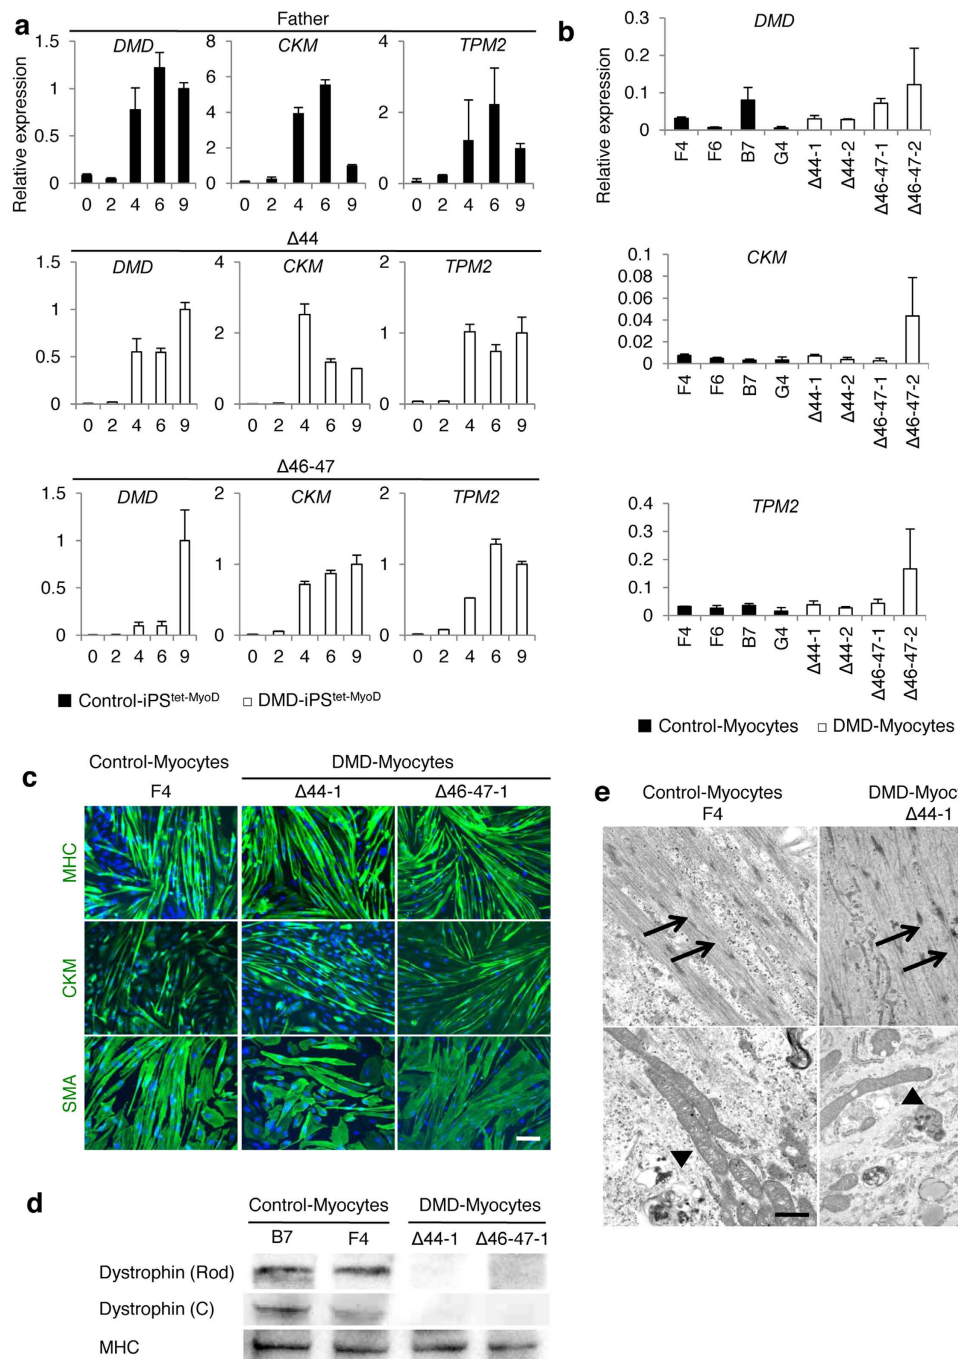 a
Father
Relative expression
DMD
CKM
TPM2
1.5
1
0.5
0
8
6
4
2
0
4
2
0
0 2 4 6 9
0 2 4 6 9
0 2 4 6 9
Δ44
DMD
CKM
TPM2
1.5
1
0.5
0
4
2
0
2
1
0
0 2 4 6 9
0 2 4 6 9
0 2 4 6 9
Δ46-47
DMD
CKM
TPM2
1.5
1
0.5
0
2
1
0
2
1
0
0 2 4 6 9
0 2 4 6 9
0 2 4 6 9
Control-iPStet-MyoD DMD-iPStet-MyoD
b
DMD
Relative expression
0.3
0.2
0.1
0
F4 F6 B7 G4 Δ44-1 Δ44-2 Δ46-47-1 Δ46-47-2
CKM
0.1
0.08
0.06
0.04
0.02
0
F4 F6 B7 G4 Δ44-1 Δ44-2 Δ46-47-1 Δ46-47-2
TPM2
0.4
0.3
0.2
0.1
0
F4 F6 B7 G4 Δ44-1 Δ44-2 Δ46-47-1 Δ46-47-2
Control-Myocytes DMD-Myocytes
c
Control-Myocytes DMD-Myocytes
F4 Δ44-1 Δ46-47-1
MHC
CKM
SMA
d
Control-Myocytes DMD-Myocytes
B7 F4 Δ44-1 Δ46-47-1
Dystrophin (Rod)
Dystrophin (C)
MHC
e
Control-Myocytes DMD-Myoc
F4 Δ44-1